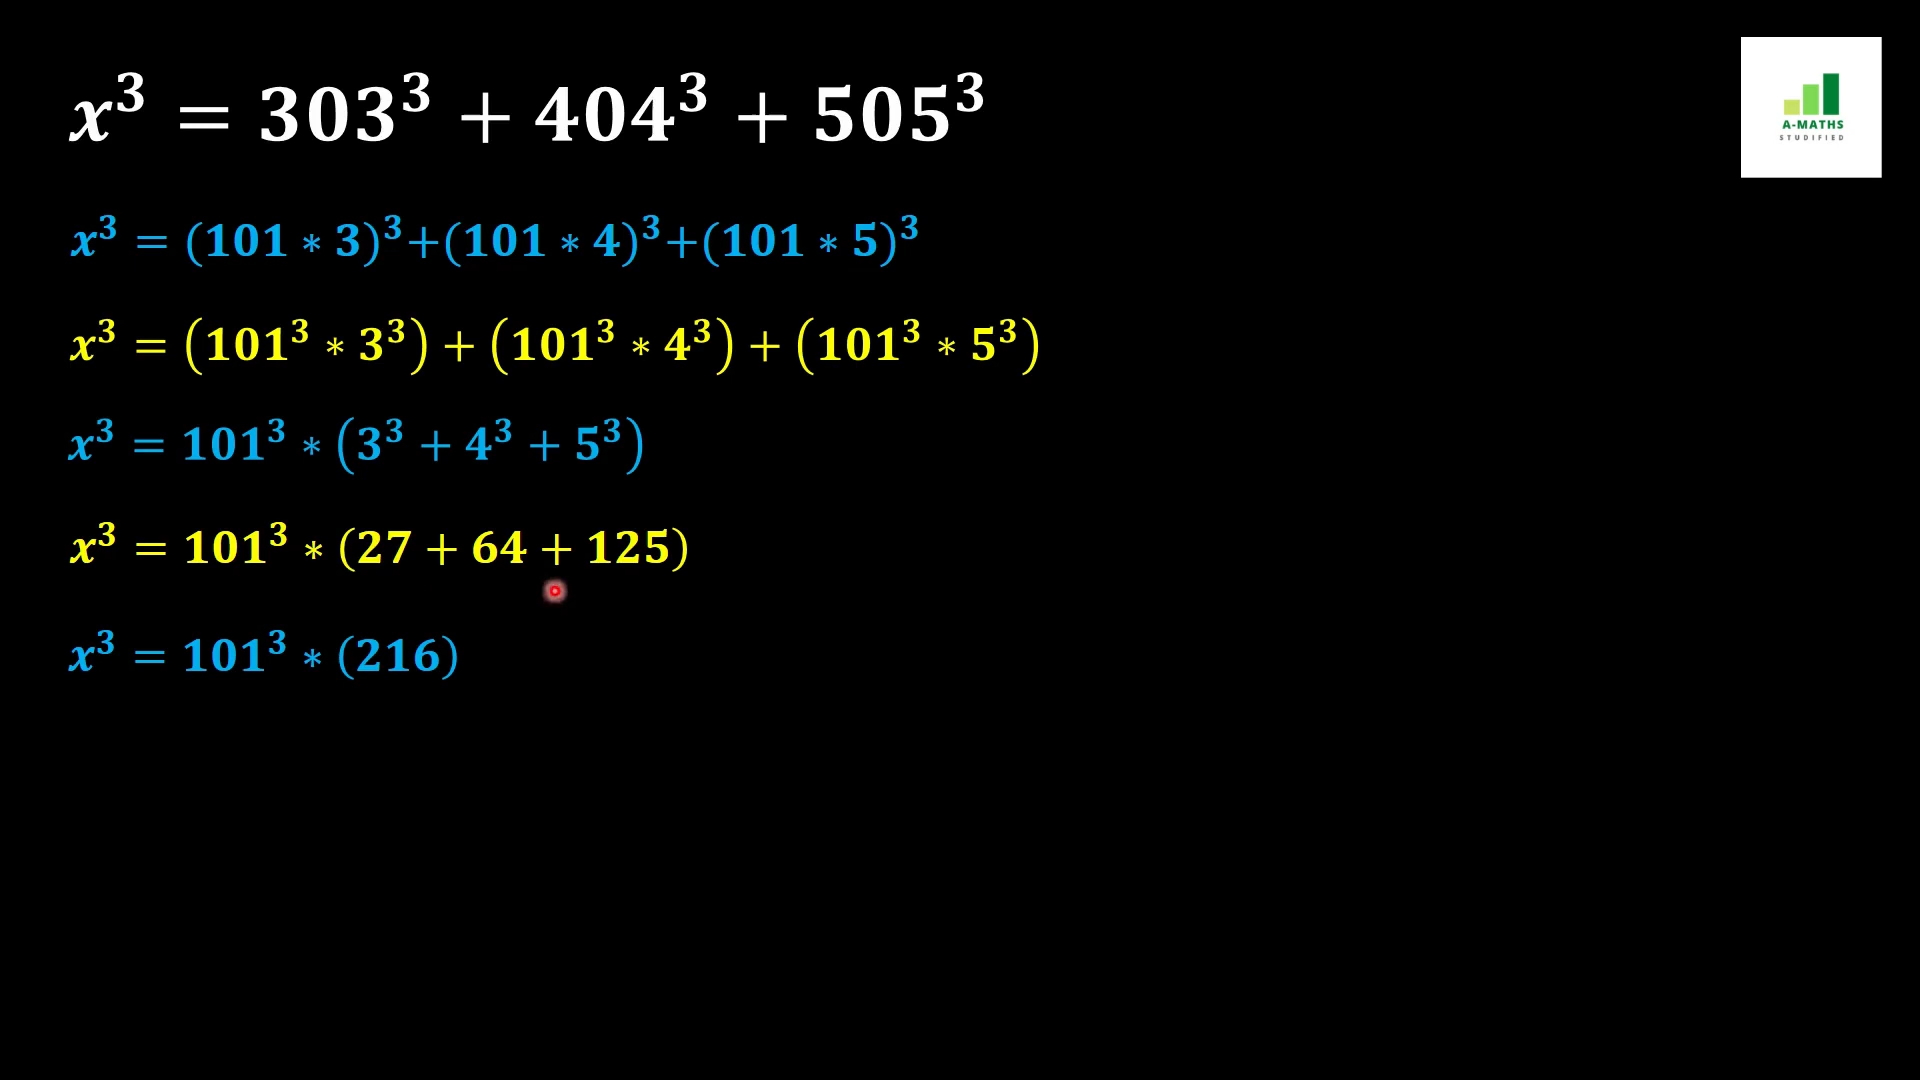 x³ = 303³ + 404³ + 505³
A-MATHS
STUDIFIED
x³ = (101 * 3)³+(101 * 4)³+(101 * 5)³
x³ = (101³ * 3³) + (101³ * 4³) + (101³ * 5³)
x³ = 101³ * (3³ + 4³ + 5³)
x³ = 101³ * (27 + 64 + 125)
x³ = 101³ * (216)